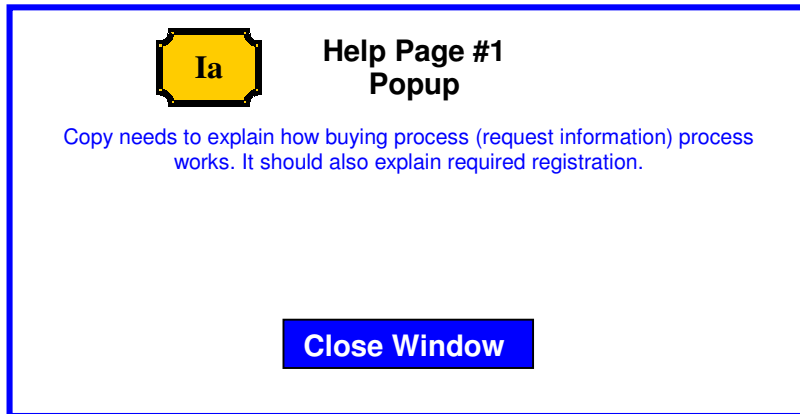 Ia
Help Page #1
Popup
Copy needs to explain how buying process (request information) process
works. It should also explain required registration.
Close Window